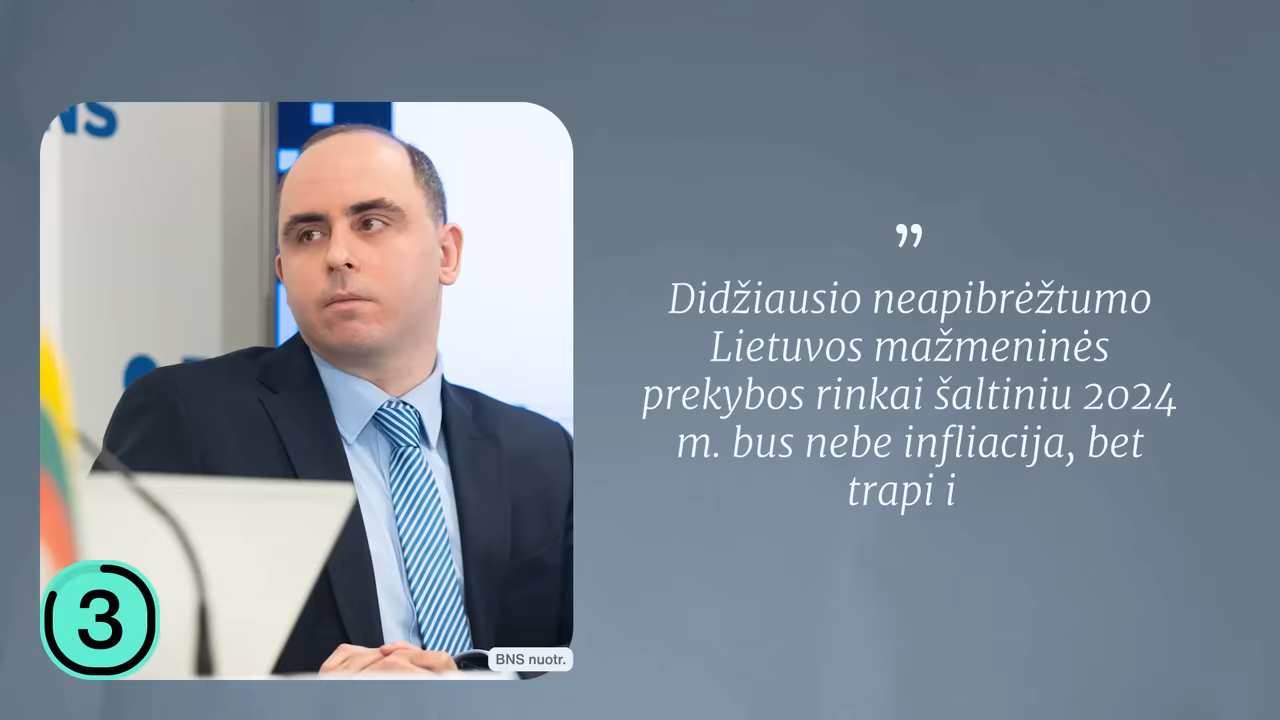 NS
”
Didžiausio neapibrėžtumo
Lietuvos mažmeninės
prekybos rinkai šaltiniu 2024
m. bus nebe infliacija, bet
trapi i
3
BNS nuotr.